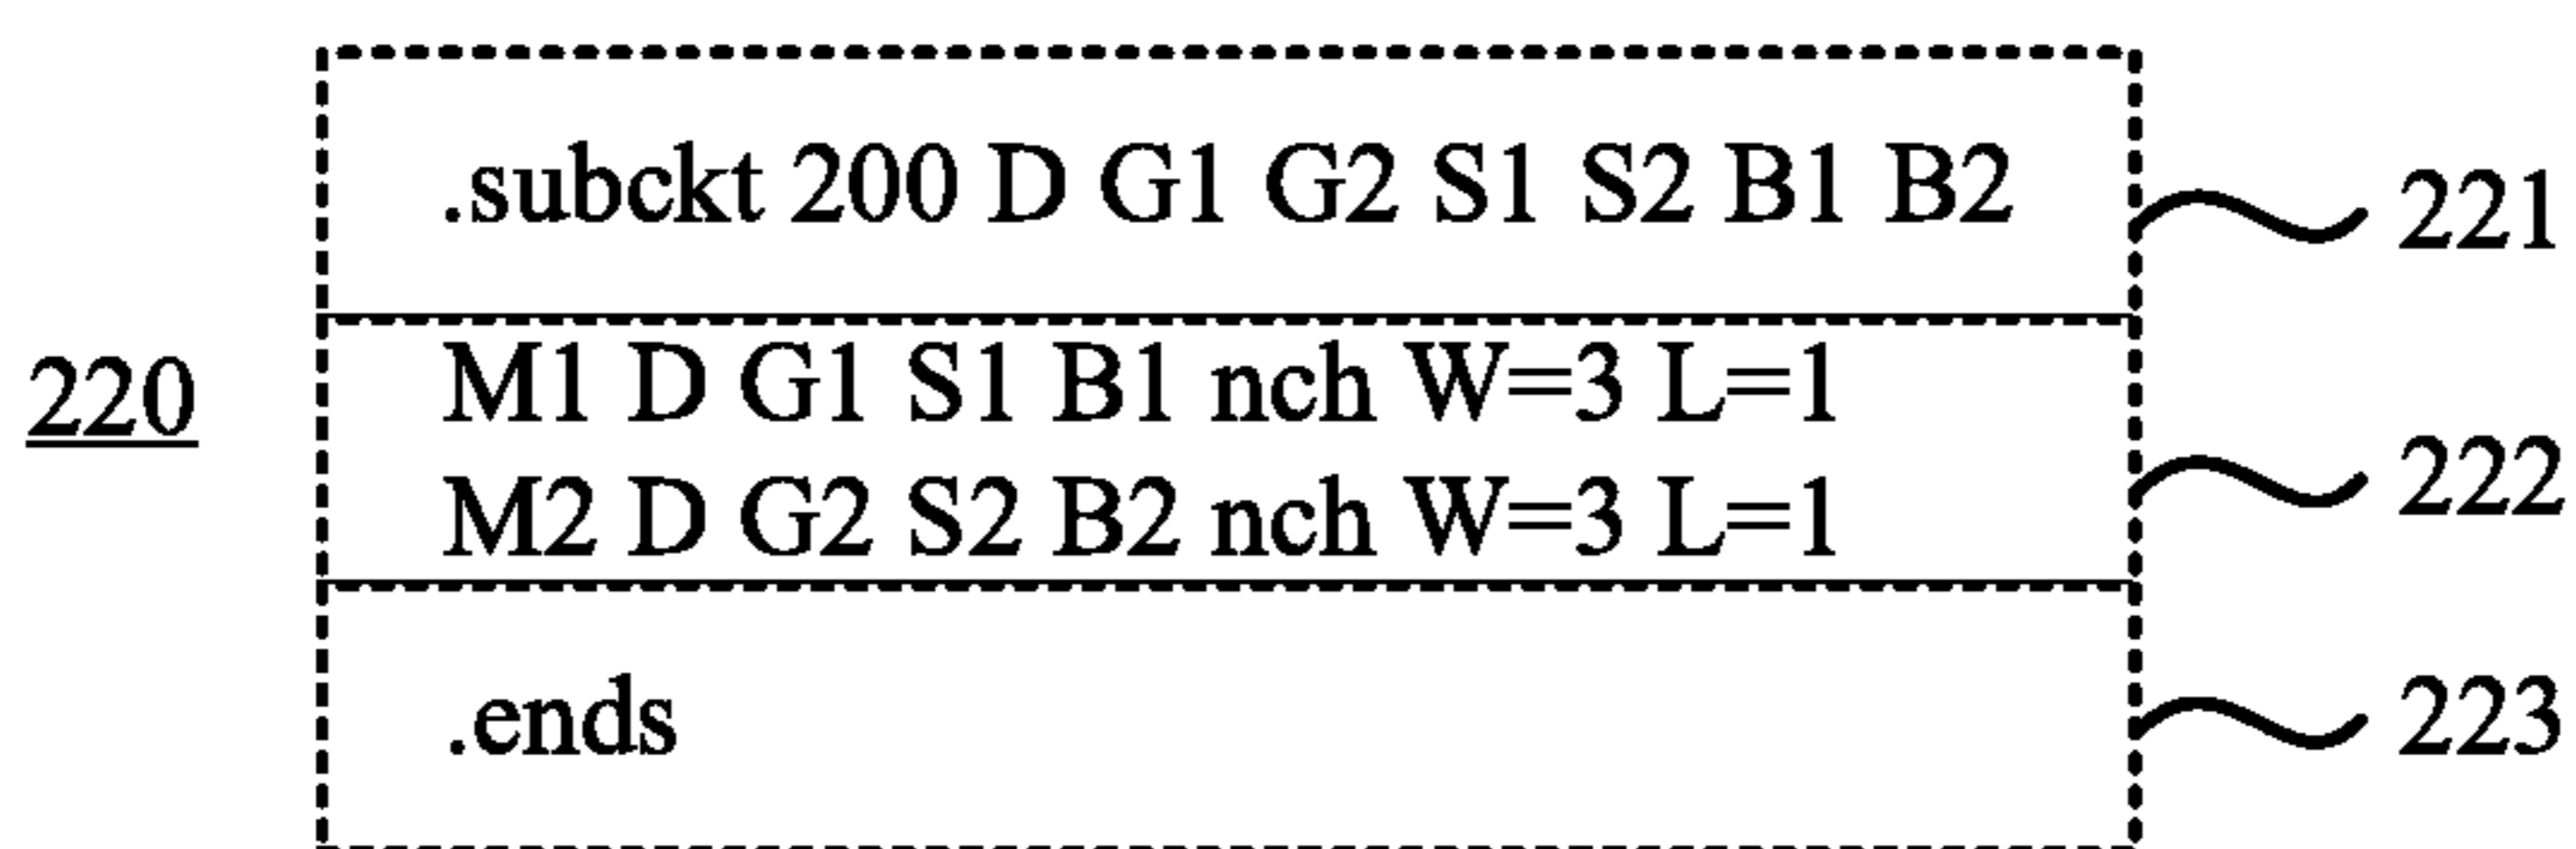 .subckt 200 D G1 G2 S1 S2 B1 B2
221
220
M1 D G1 S1 B1 nch W=3 L=1
M2 D G2 S2 B2 nch W=3 L=1
222
.ends
223